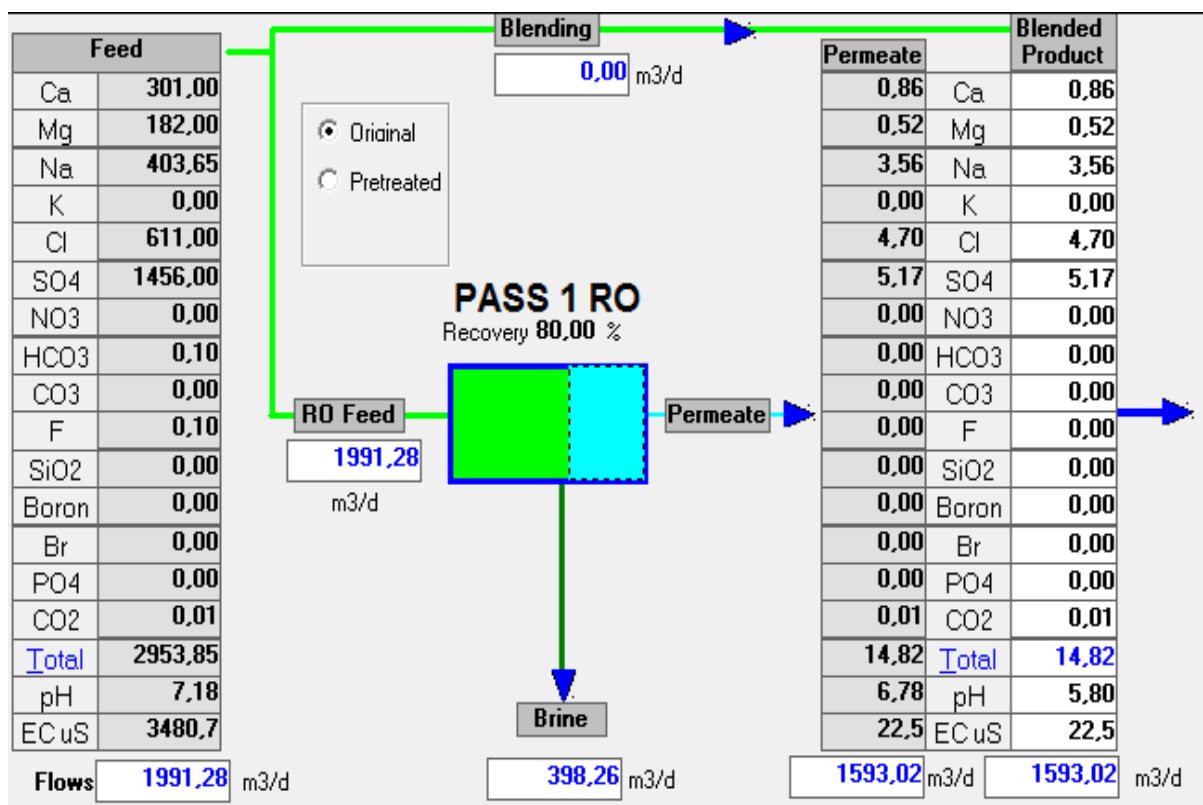 Blending
0,00 m3/d
Feed
Ca 301,00
Mg 182,00
Na 403,65
K 0,00
Cl 611,00
SO4 1456,00
NO3 0,00
HCO3 0,10
CO3 0,00
F 0,10
SiO2 0,00
Boron 0,00
Br 0,00
PO4 0,00
CO2 0,01
Total 2953,85
pH 7,18
EC uS 3480,7
Flows 1991,28 m3/d
Original
Pretreated
PASS 1 RO
Recovery 80,00 %
RO Feed
1991,28
m3/d
Permeate
Brine
398,26 m3/d
Permeate Blended Product
0,86 Ca 0,86
0,52 Mg 0,52
3,56 Na 3,56
0,00 K 0,00
4,70 Cl 4,70
5,17 SO4 5,17
0,00 NO3 0,00
0,00 HCO3 0,00
0,00 CO3 0,00
0,00 F 0,00
0,00 SiO2 0,00
0,00 Boron 0,00
0,00 Br 0,00
0,00 PO4 0,00
0,01 CO2 0,01
14,82 Total 14,82
6,78 pH 5,80
22,5 EC uS 22,5
1593,02 m3/d 1593,02 m3/d